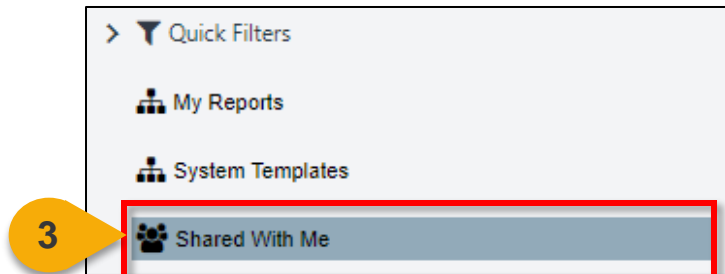 Quick Filters
My Reports
System Templates
3
Shared With Me